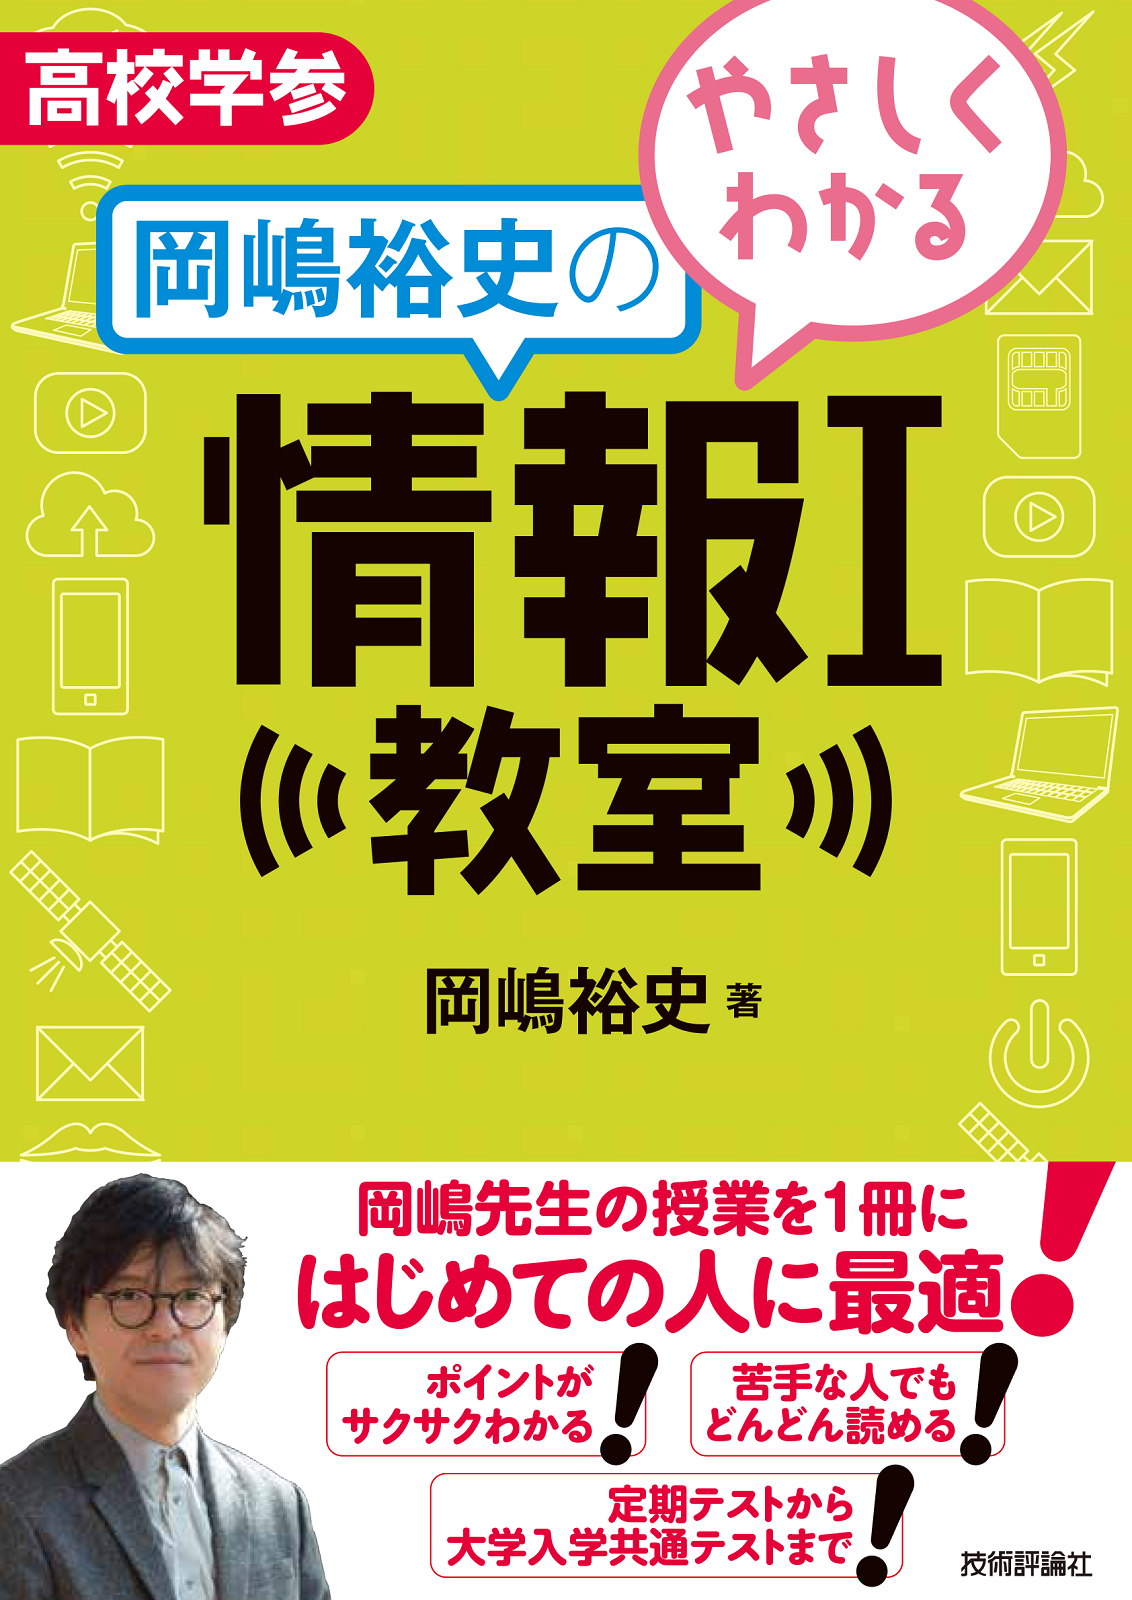 高校学参
やさしく
わかる
岡嶋裕史の
情報I
教室
岡嶋裕史 著
岡嶋先生の授業を1冊に
はじめての人に最適!
ポイントが
サクサクわかる!
苦手な人でも
どんどん読める!
定期テストから
大学入学共通テストまで!
技術評論社